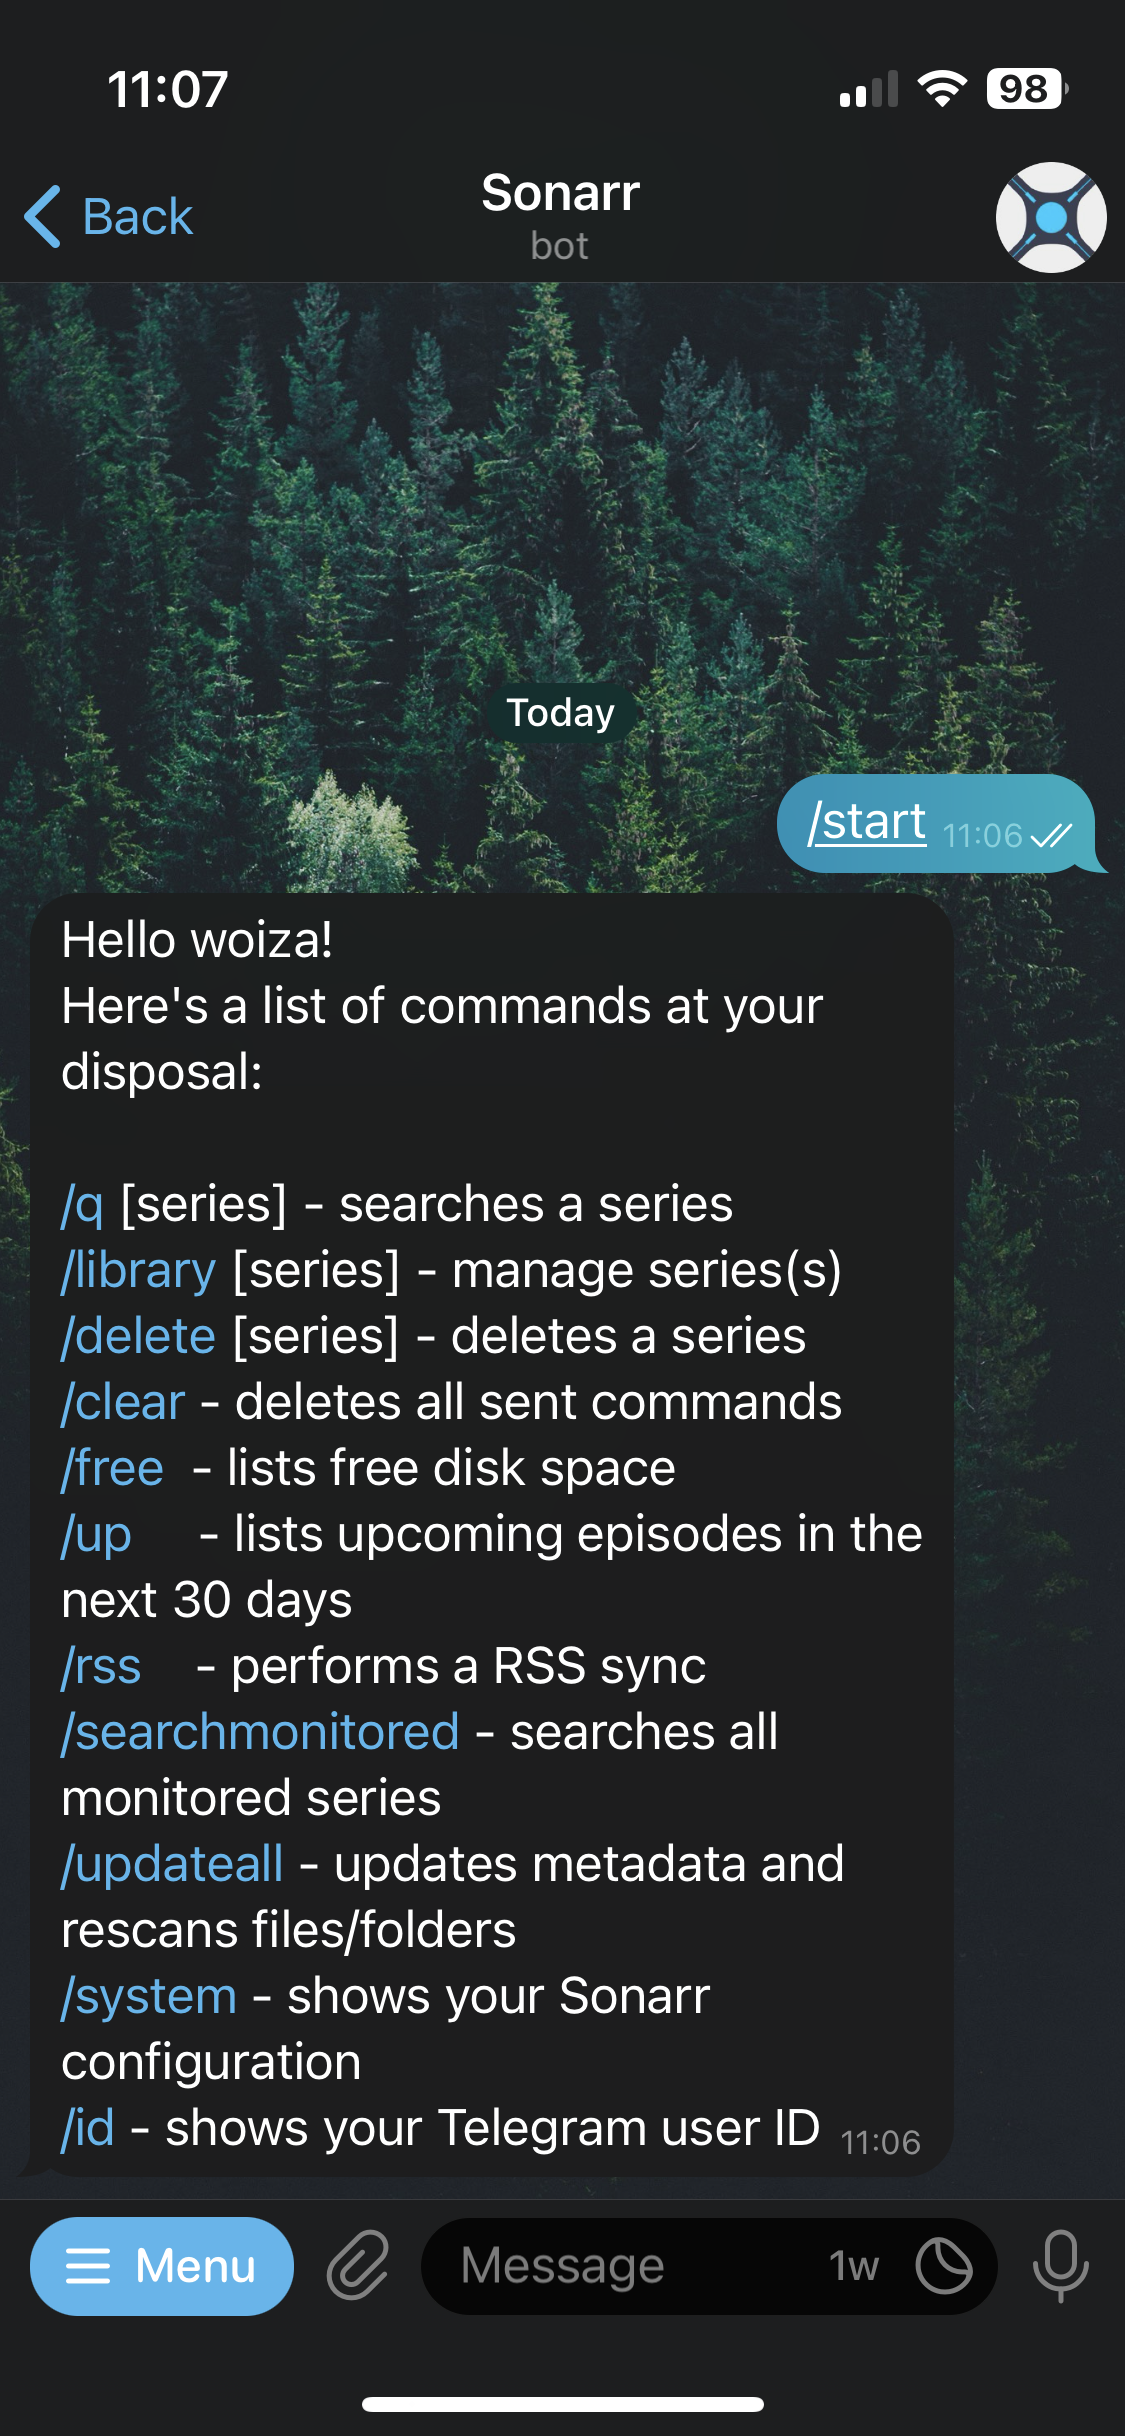 11:07
98
Back
Sonarr
bot
Today
/start 11:06
Hello woiza!
Here's a list of commands at your
disposal:
/q [series] - searches a series
/library [series] - manage series(s)
/delete [series] - deletes a series
/clear - deletes all sent commands
/free - lists free disk space
/up - lists upcoming episodes in the
next 30 days
/rss - performs a RSS sync
/searchmonitored - searches all
monitored series
/updateall - updates metadata and
rescans files/folders
/system - shows your Sonarr
configuration
/id - shows your Telegram user ID 11:06
Menu
Message
1w